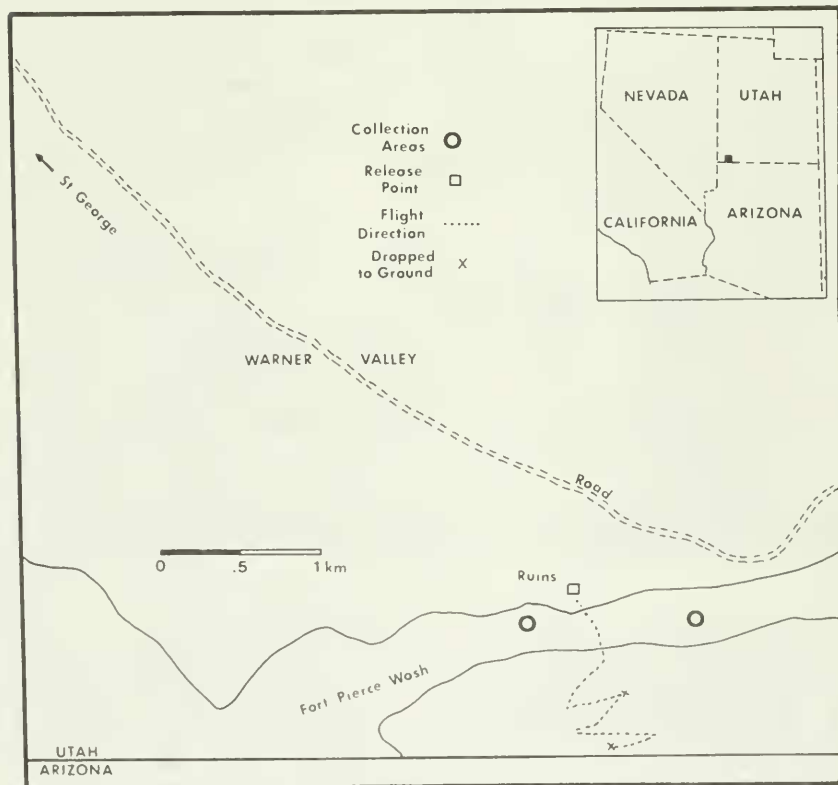 Collection
Areas
Release
Point
Flight
Direction
Dropped
to Ground
x
NEVADA
UTAH
CALIFORNIA
ARIZONA
St George
WARNER VALLEY
Road
0 .5 1 km
Ruins
x
Fort Pierce Wash
x
UTAH
ARIZONA